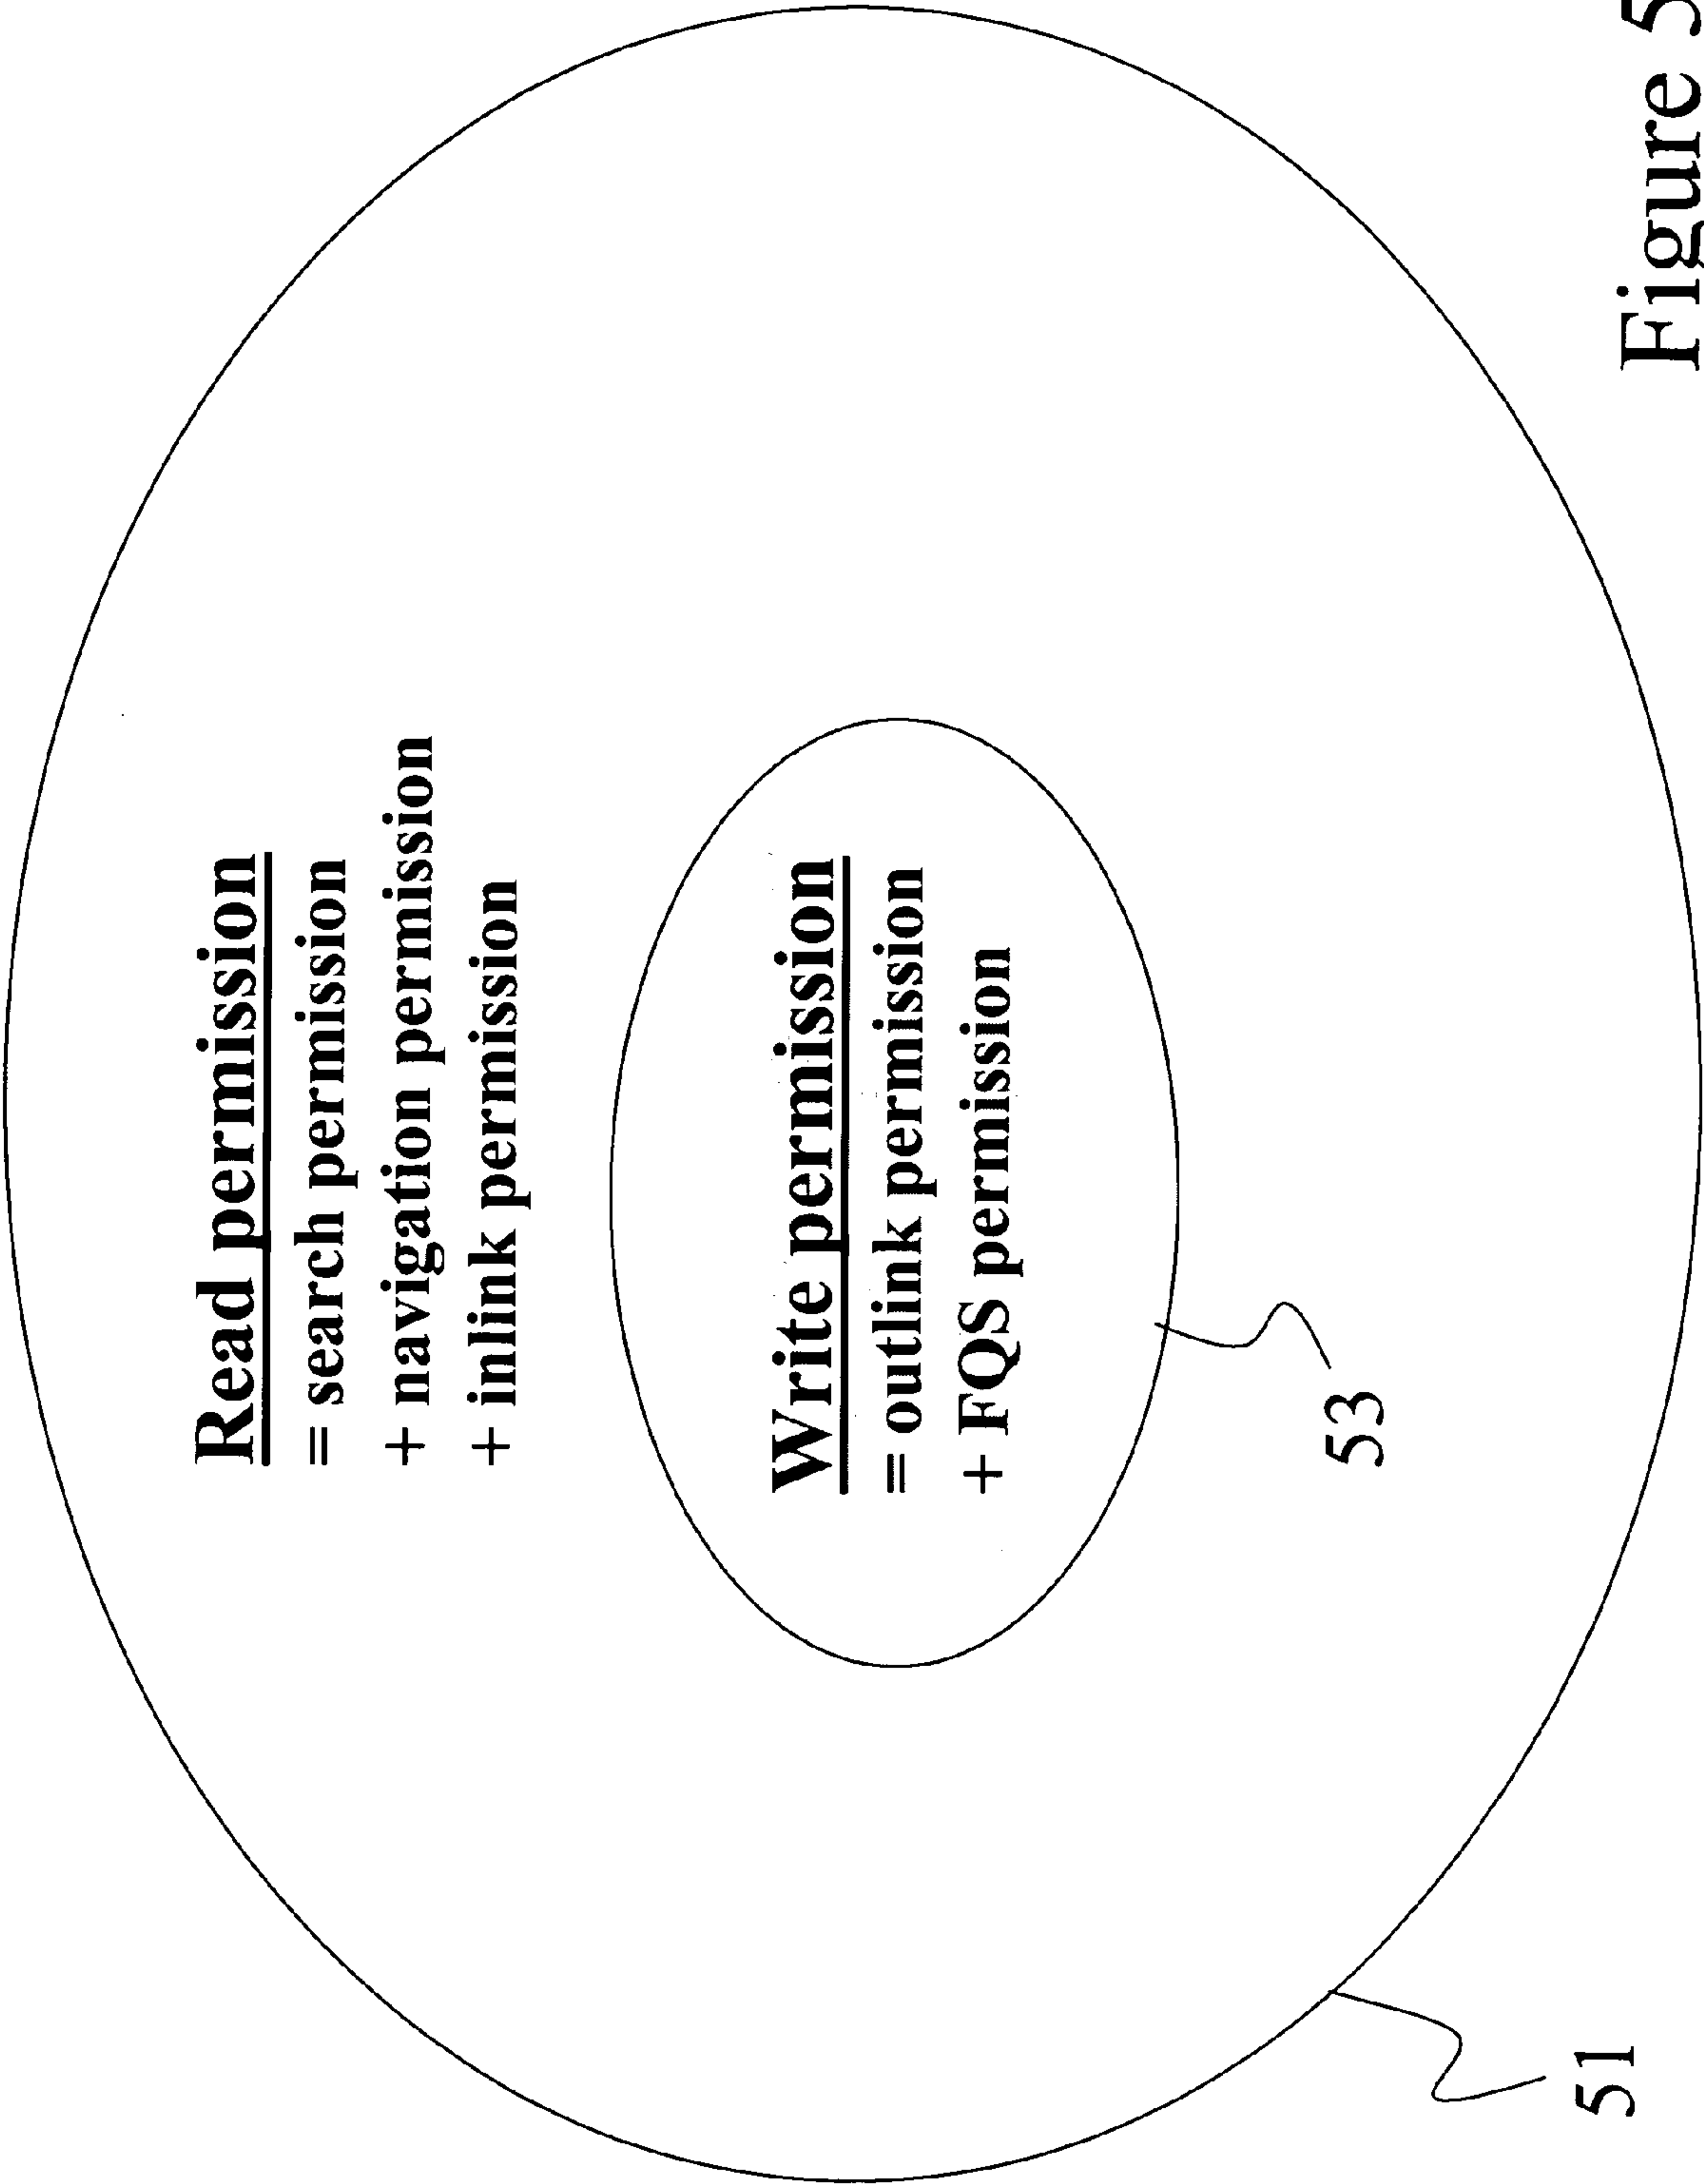 Read permission
= search permission
+ navigation permission
+ inlink permission
Write permission
= outlink permission
+ FQS permission
53
51
Figure 5